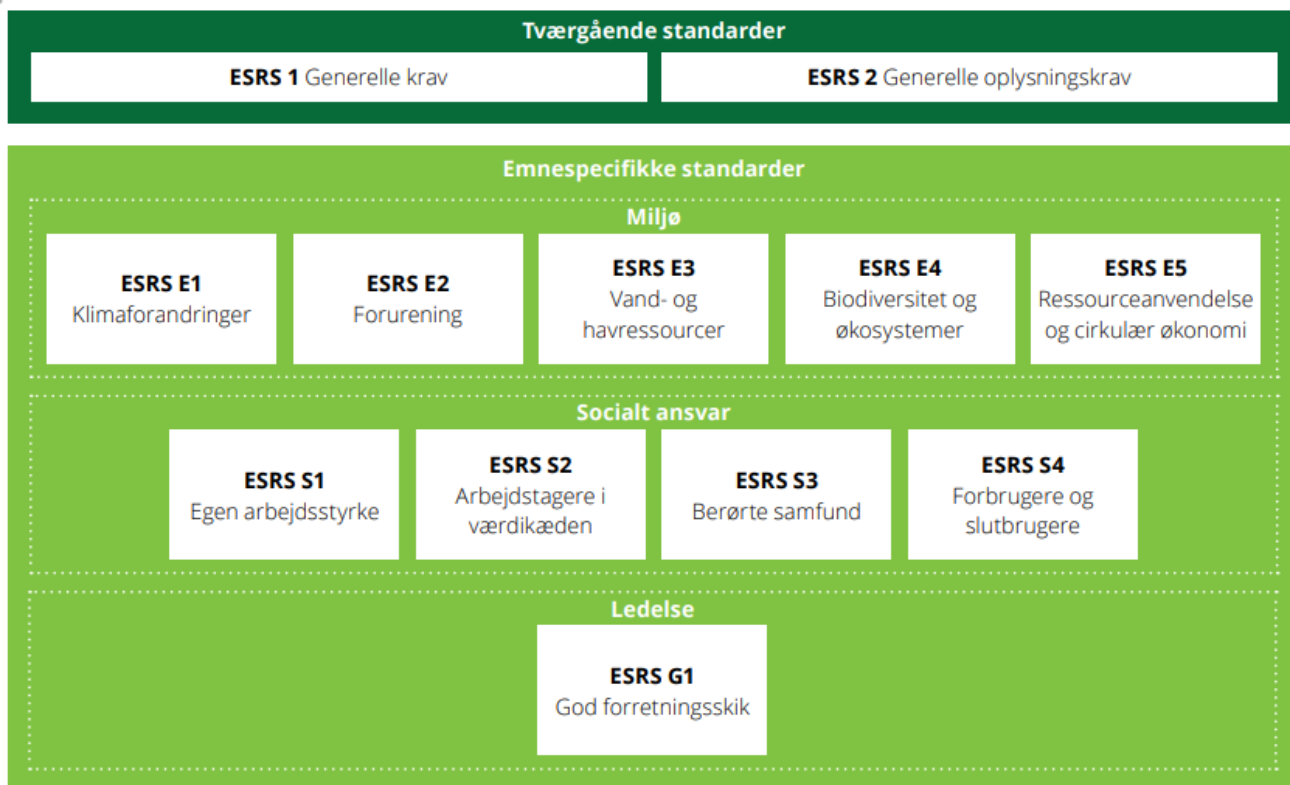 Tværgående standarder
ESRS 1 Generelle krav
ESRS 2 Generelle oplysningskrav
Emnespecifikke standarder
Miljø
ESRS E1
Klimaforandringer
ESRS E2
Forurening
ESRS E3
Vand- og
havressourcer
ESRS E4
Biodiversitet og
økosystemer
ESRS E5
Ressourceanvendelse
og cirkulær økonomi
Socialt ansvar
ESRS S1
Egen arbejdsstyrke
ESRS S2
Arbejdstagere i
værdikæden
ESRS S3
Berørte samfund
ESRS S4
Forbrugere og
slutbrugere
Ledelse
ESRS G1
God forretningsskik